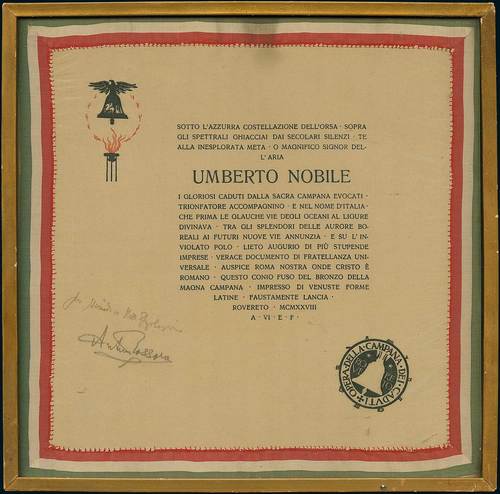 SOTTO L'AZZURRA COSTELLAZIONE DELL'ORSA · SOPRA
GLI SPETTRALI GHIACCIAI DAI SECOLARI SILENZI · TE
ALLA INESPLORATA META · O MAGNIFICO SIGNOR DEL-
L'ARIA
UMBERTO NOBILE
I GLORIOSI CADUTI DALLA SACRA CAMPANA EVOCATI ·
TRIONFATORE ACCOMPAGNINO · E NEL NOME D'ITALIA ·
CHE PRIMA LE GLAUCHE VIE DEGLI OCEANI AL LIGURE
DIVINAVA · TRA GLI SPLENDORI DELLE AURORE BO-
REALI AI FUTURI NUOVE VIE ANNUNZIA · E SU L'IN-
VIOLATO POLO · LIETO AUGURIO DI PIÙ STUPENDE
IMPRESE · VERACE DOCUMENTO DI FRATELLANZA UNI-
VERSALE · AUSPICE ROMA NOSTRA ONDE CRISTO È
ROMANO · QUESTO CONIO FUSO DEL BRONZO DELLA
MAGNA CAMPANA · IMPRESSO DI VENUSTE FORME
LATINE · FAUSTAMENTE LANCIA ·
ROVERETO · MCMXXVIII
A · VI · E · F ·
OPERA·DELLA·CAMPANA·DEI·CADUTI